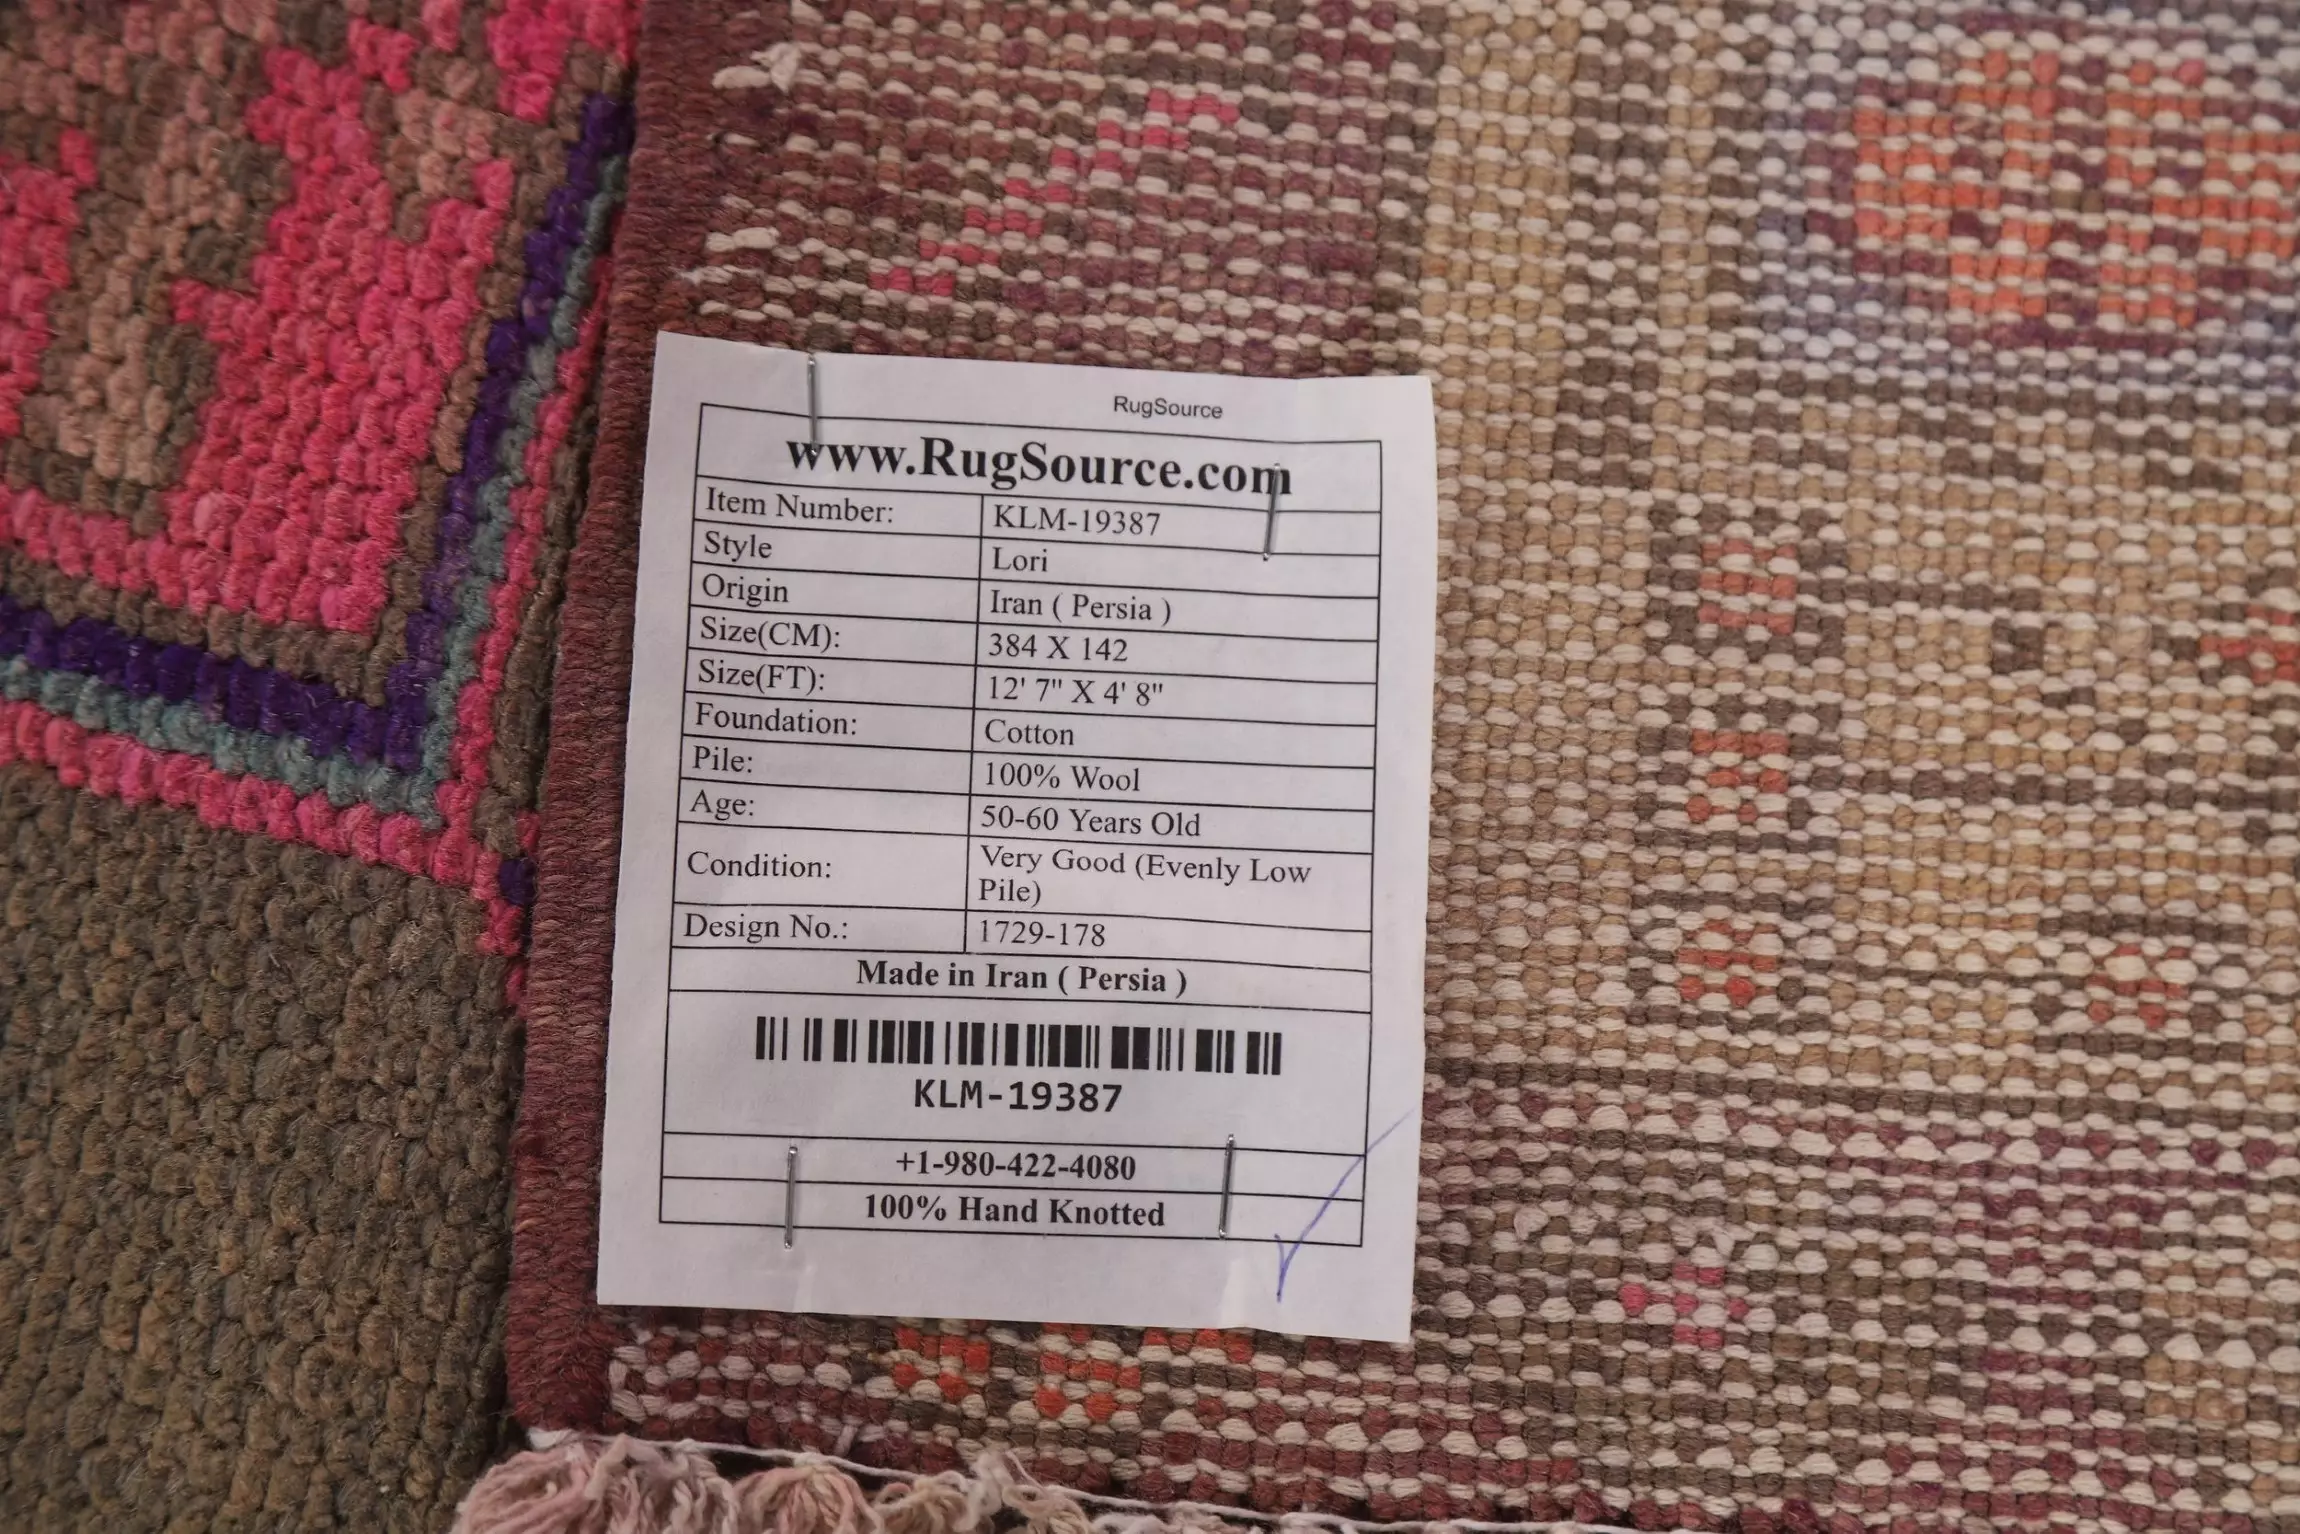 RugSource
www.RugSource.com
Item Number: KLM-19387
Style Lori
Origin Iran ( Persia )
Size(CM): 384 X 142
Size(FT): 12' 7" X 4' 8"
Foundation: Cotton
Pile: 100% Wool
Age: 50-60 Years Old
Condition: Very Good (Evenly Low
Pile)
Design No.: 1729-178
Made in Iran ( Persia )
KLM-19387
+1-980-422-4080
100% Hand Knotted